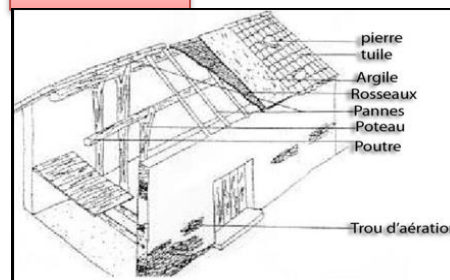 pierre
tuile
Argile
Rosseaux
Pannes
Poteau
Poutre
Trou d'aération